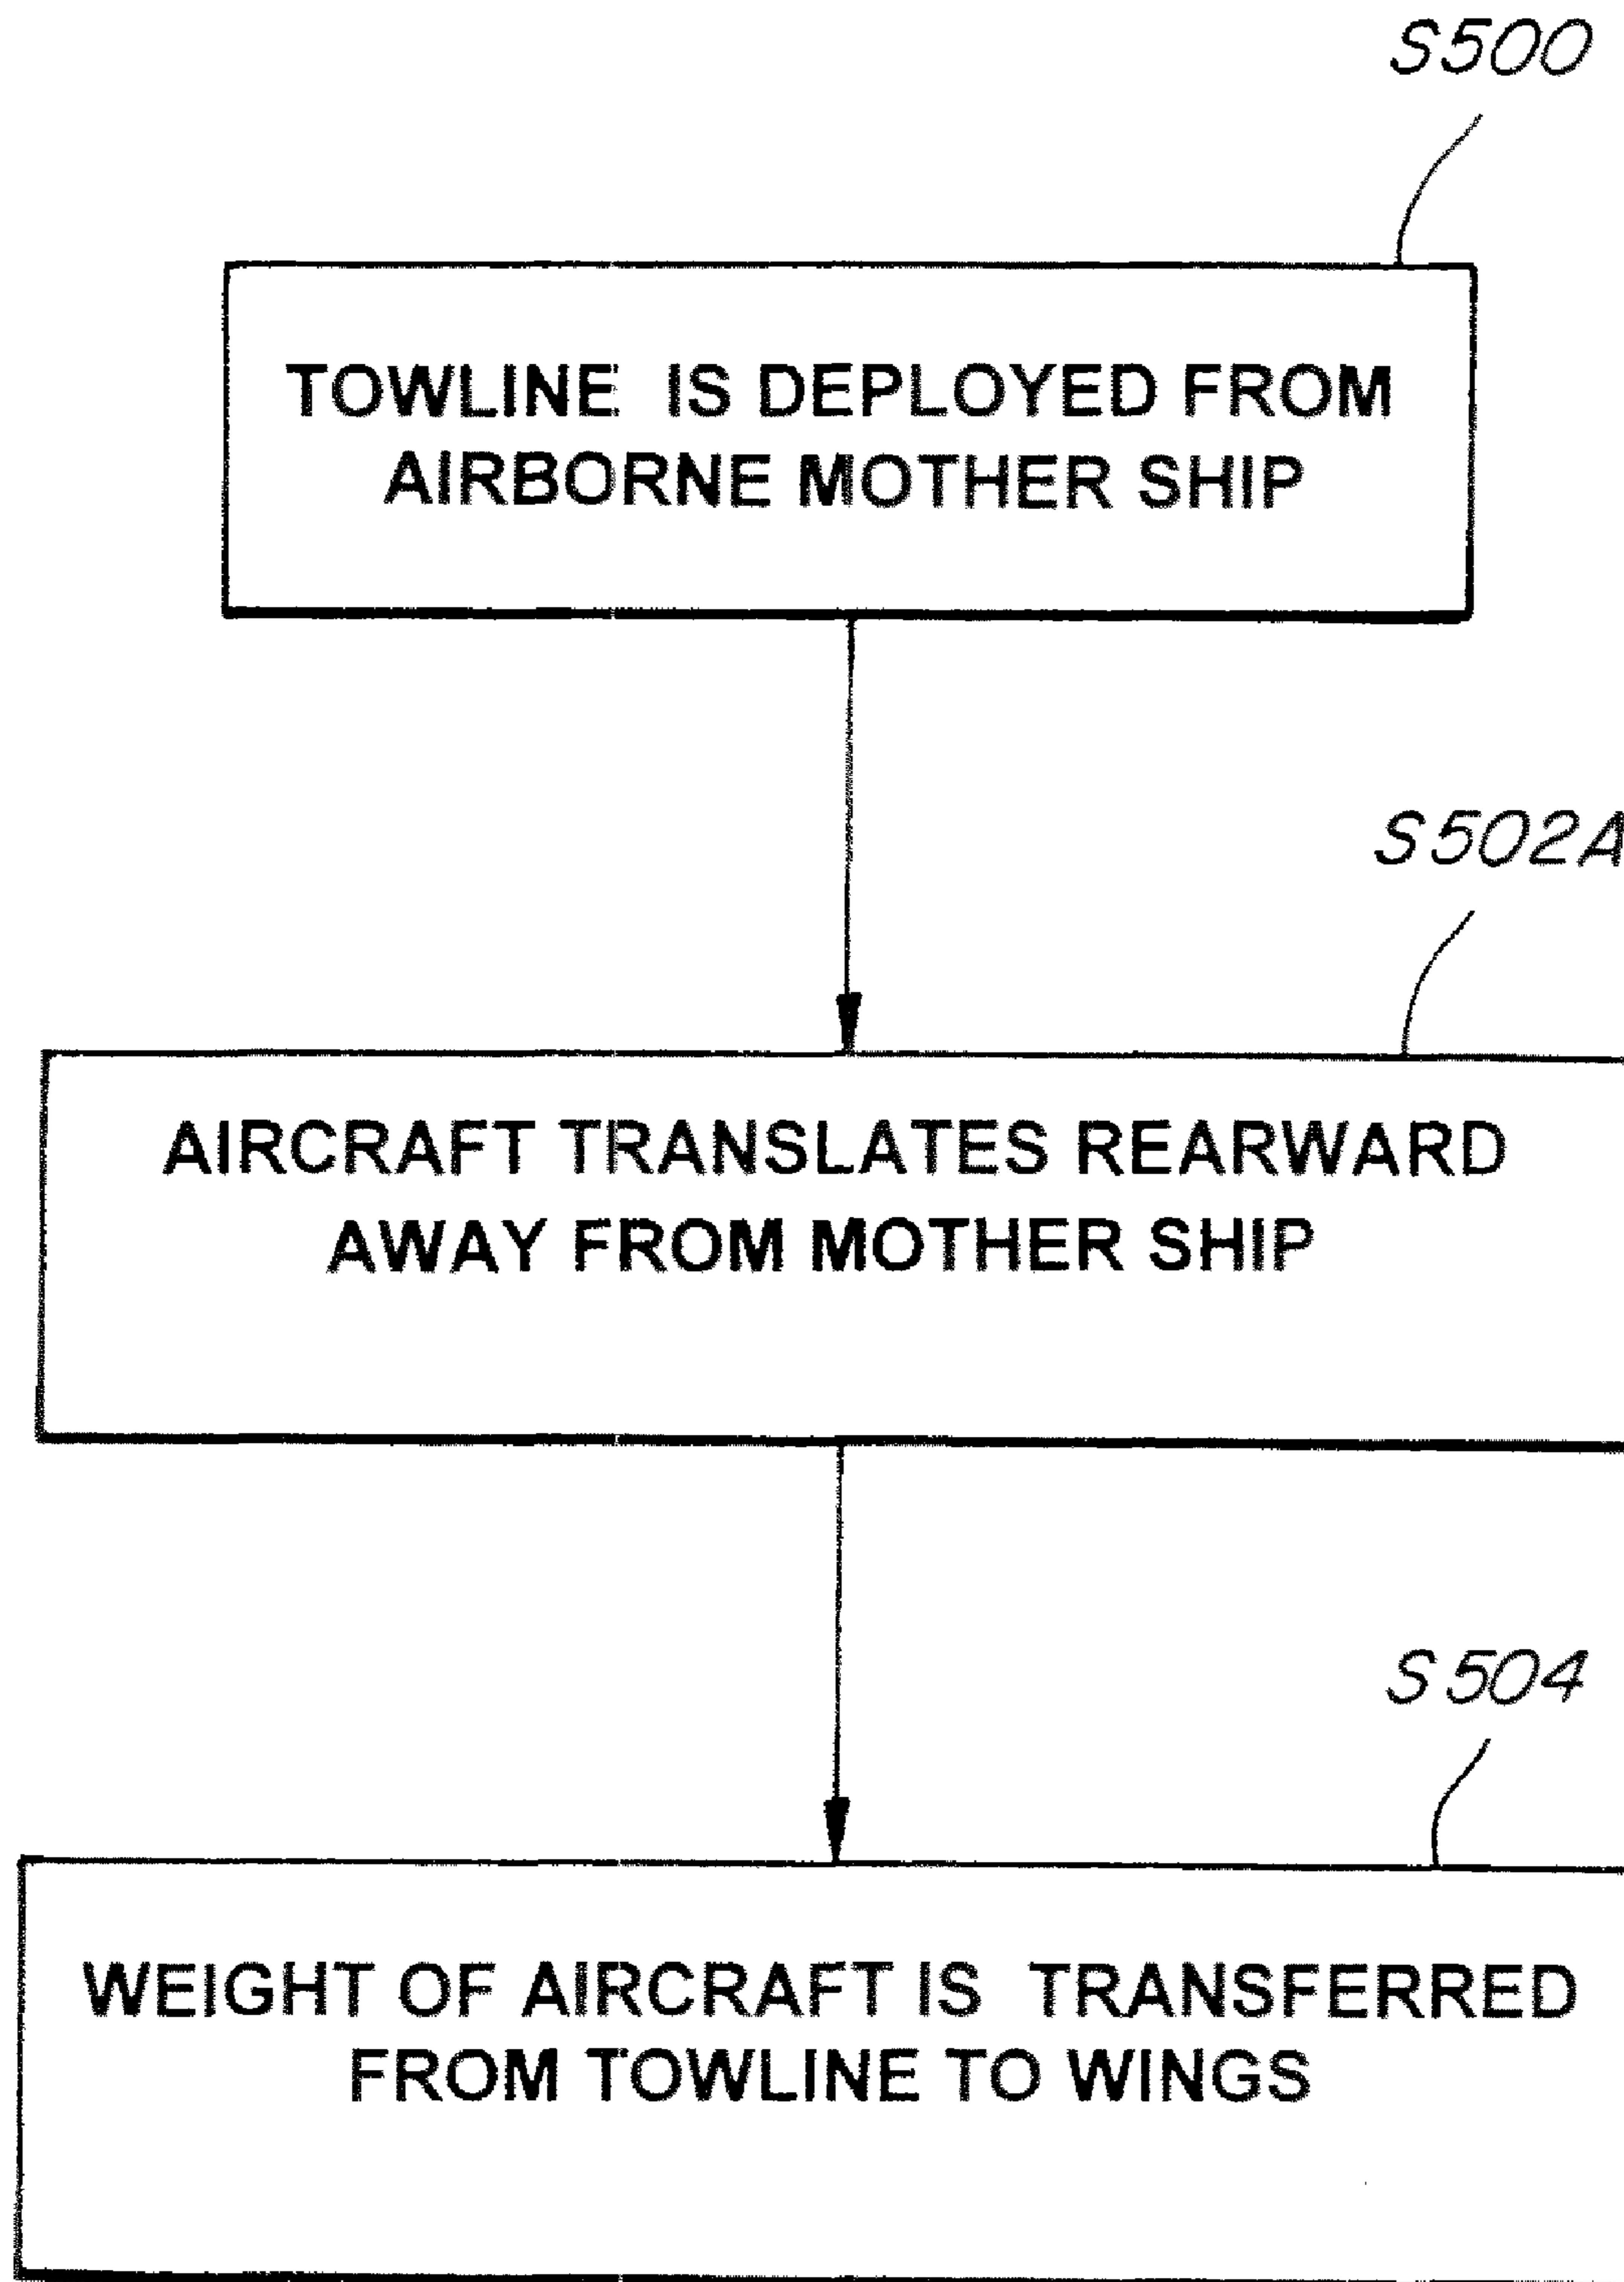 S500
TOWLINE IS DEPLOYED FROM
AIRBORNE MOTHER SHIP
S502A
AIRCRAFT TRANSLATES REARWARD
AWAY FROM MOTHER SHIP
S504
WEIGHT OF AIRCRAFT IS TRANSFERRED
FROM TOWLINE TO WINGS